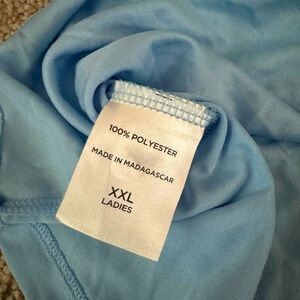 100% POLYESTER
MADE IN MADAGASCAR
XXL
LADIES